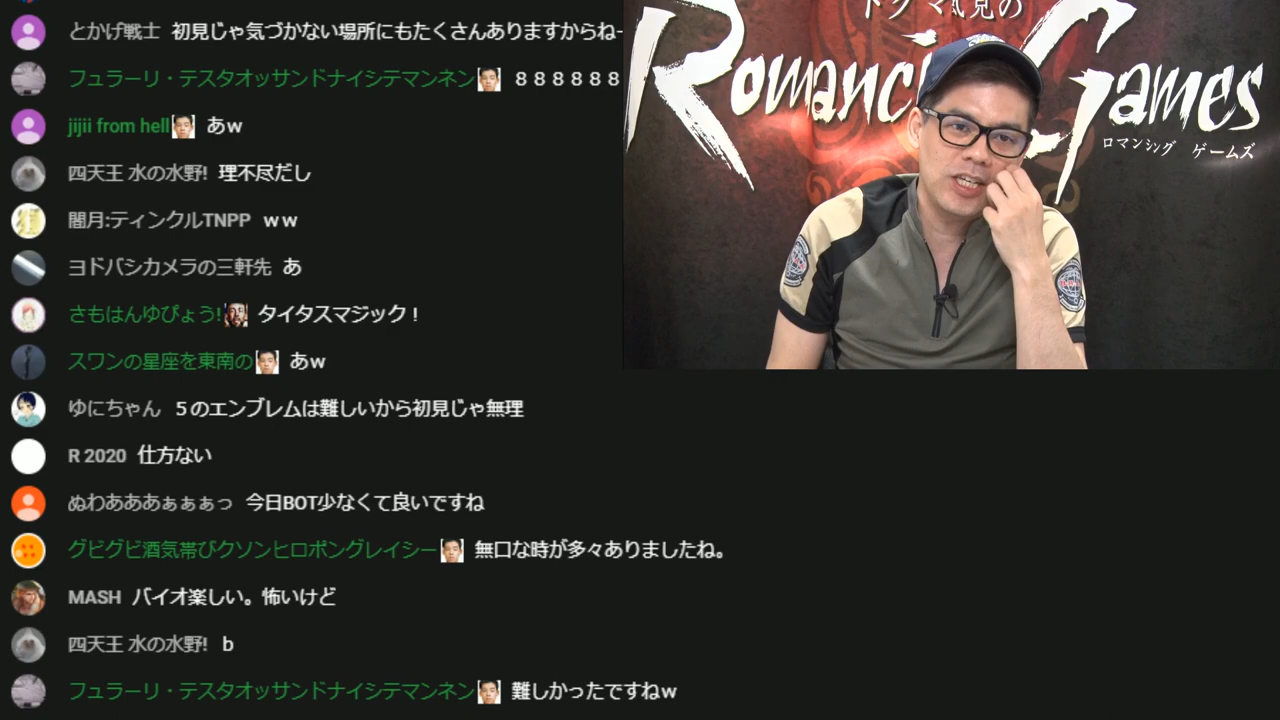 とかげ戦士 初見じゃ気づかない場所にもたくさんありますからねー
フュラーリ・テスタオッサンドナイシテマンネン ８８８８８８
jijii from hell あw
四天王 水の水野! 理不尽だし
闇月:ティンクルTNPP ｗｗ
ヨドバシカメラの三軒先 あ
さもはんゆぴょう! タイタスマジック！
スワンの星座を東南の あw
ゆにちゃん ５のエンブレムは難しいから初見じゃ無理
R 2020 仕方ない
ぬわあああぁぁぁっ 今日BOT少なくて良いですね
グビグビ酒気帯びクソンヒロポングレイシー 無口な時が多々ありましたね。
MASH バイオ楽しい。怖いけど
四天王 水の水野! b
フュラーリ・テスタオッサンドナイシテマンネン 難しかったですねw
ドグマ風見の
Romancing Games
ロマンシング ゲームズ